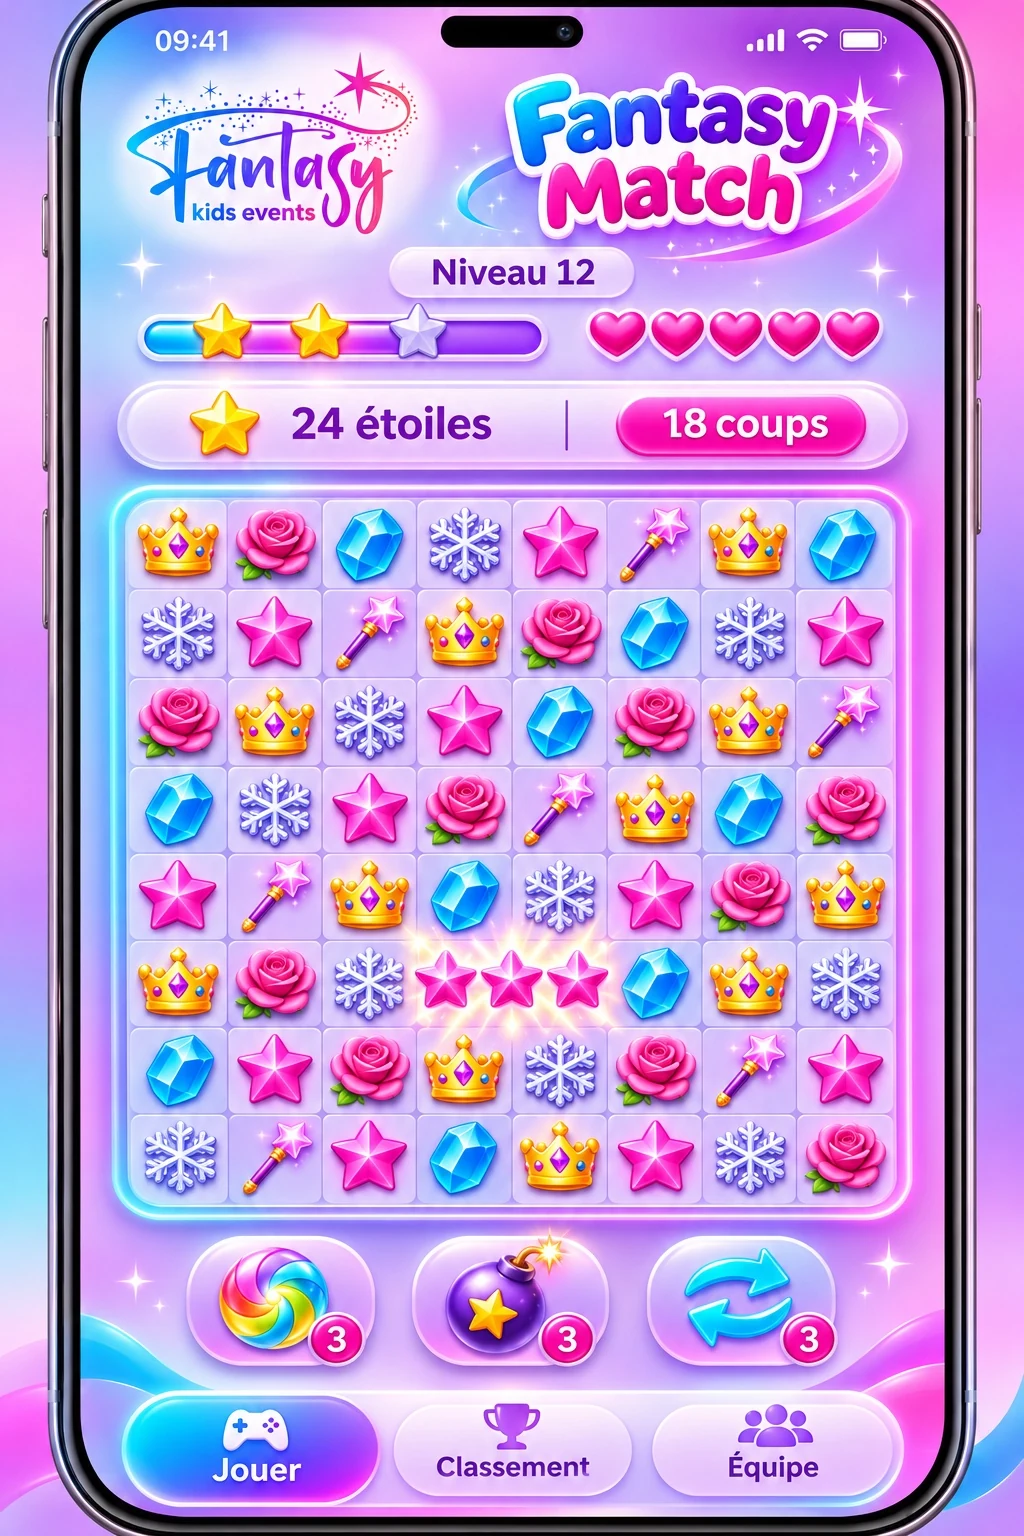 09:41
Fantasy
kids events
Fantasy
Match
Niveau 12
24 étoiles
18 coups
3
3
3
Jouer
Classement
Équipe